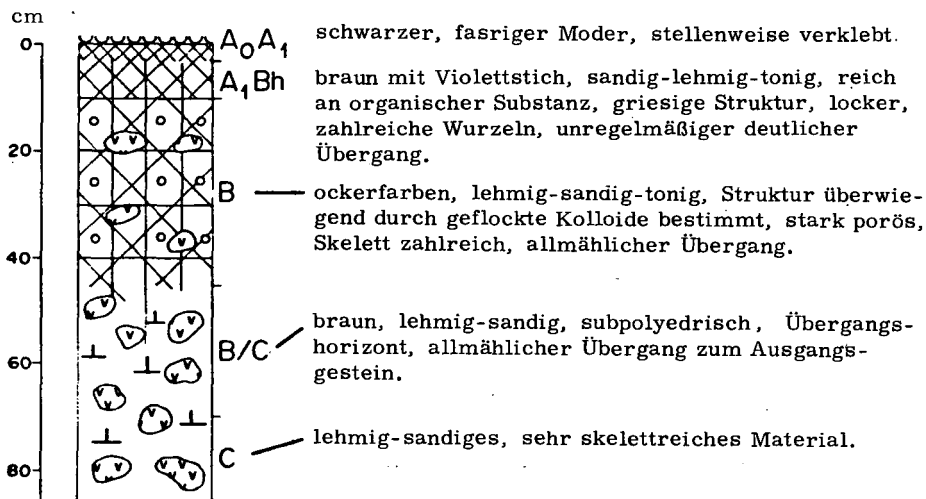 cm
0
A₀A₁
schwarzer, fasriger Moder, stellenweise verklebt.
A₁Bh
braun mit Violettstich, sandig-lehmig-tonig, reich
an organischer Substanz, griesige Struktur, locker,
zahlreiche Wurzeln, unregelmäßiger deutlicher
Übergang.
20
B
ockerfarben, lehmig-sandig-tonig, Struktur überwie-
gend durch geflockte Kolloide bestimmt, stark porös,
Skelett zahlreich, allmählicher Übergang.
40
B/C
braun, lehmig-sandig, subpolyedrisch, Übergangs-
horizont, allmählicher Übergang zum Ausgangs-
gestein.
60
C
lehmig-sandiges, sehr skelettreiches Material.
80